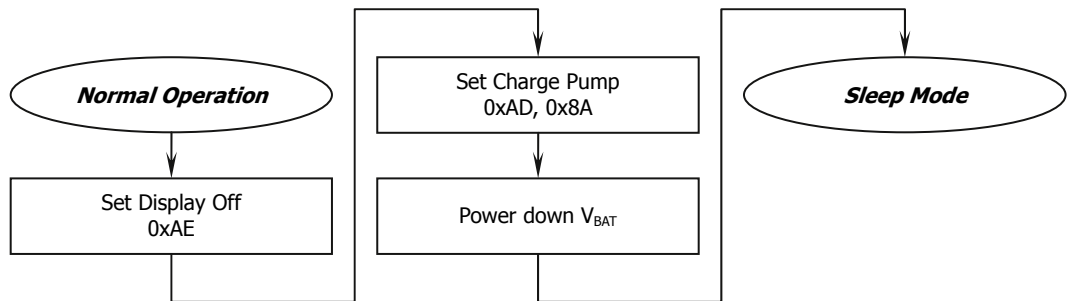 Normal Operation
Set Display Off
0xAE
Set Charge Pump
0xAD, 0x8A
Power down VBAT
Sleep Mode